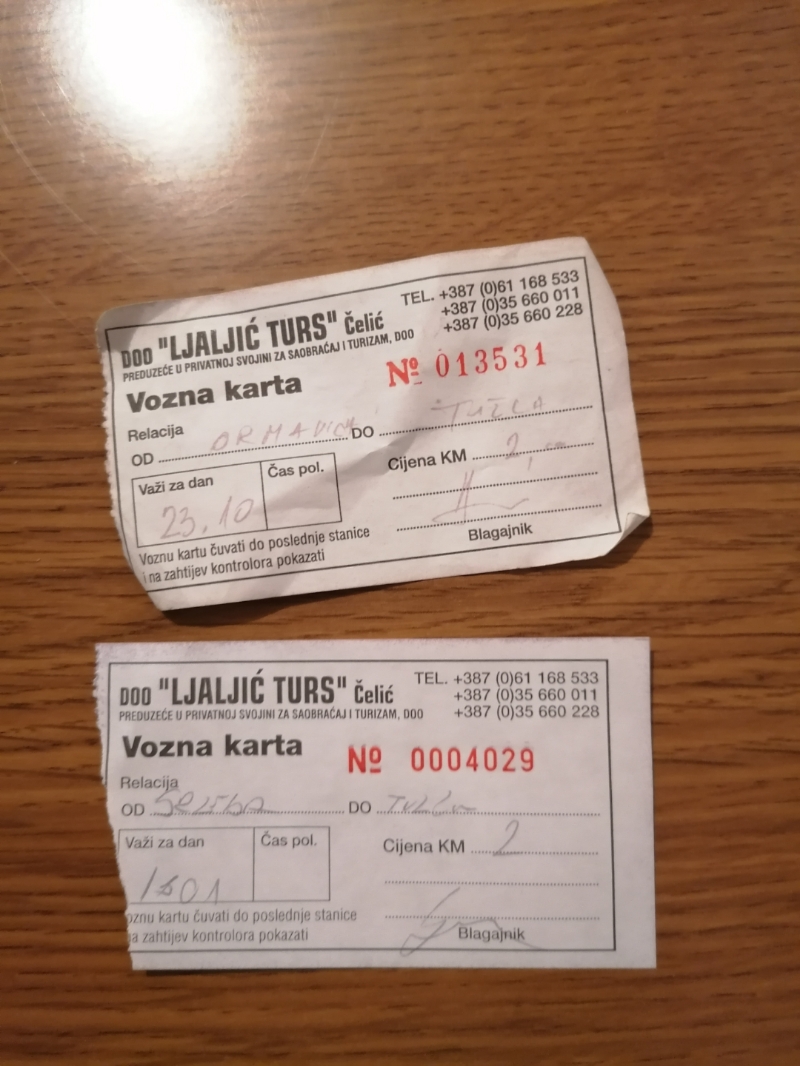 DOO "LJALJIĆ TURS" Čelić
PREDUZEĆE U PRIVATNOJ SVOJINI ZA SAOBRAĆAJ I TURIZAM, DOO
TEL. +387 (0)61 168 533
+387 (0)35 660 011
+387 (0)35 660 228
Vozna karta
№ 013531
Relacija
OD DO TUZLA
Važi za dan
Čas pol.
Cijena KM 2
23.10
Blagajnik
Voznu kartu čuvati do poslednje stanice
i na zahtijev kontrolora pokazati
DOO "LJALJIĆ TURS" Čelić
PREDUZEĆE U PRIVATNOJ SVOJINI ZA SAOBRAĆAJ I TURIZAM, DOO
TEL. +387 (0)61 168 533
+387 (0)35 660 011
+387 (0)35 660 228
Vozna karta
№ 0004029
Relacija
OD DO
Važi za dan
Čas pol.
Cijena KM 2
oznu kartu čuvati do poslednje stanice
na zahtijev kontrolora pokazati
Blagajnik